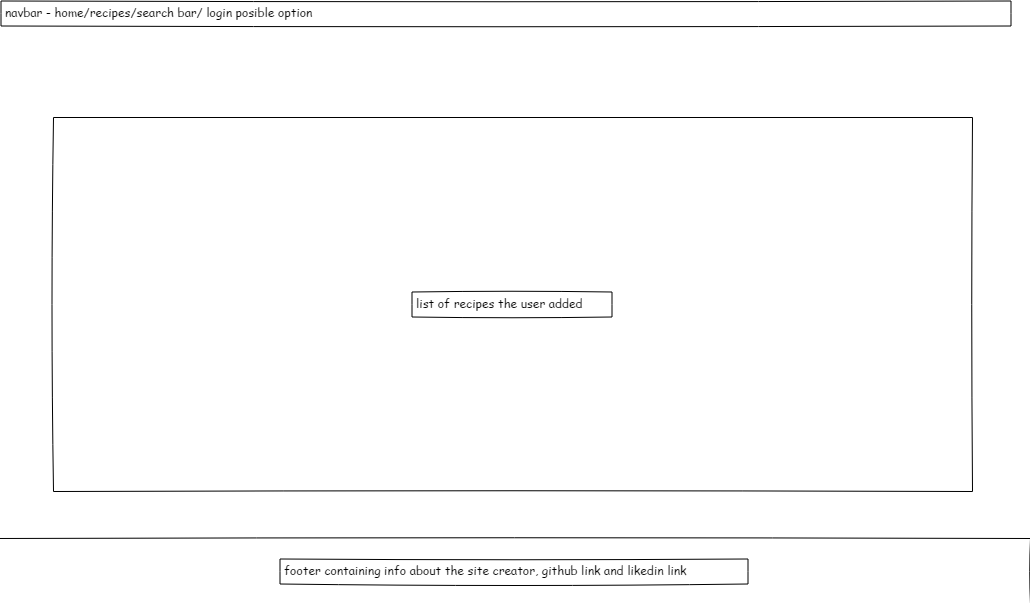 navbar - home/recipes/search bar/ login posible option
list of recipes the user added
footer containing info about the site creator, github link and likedin link